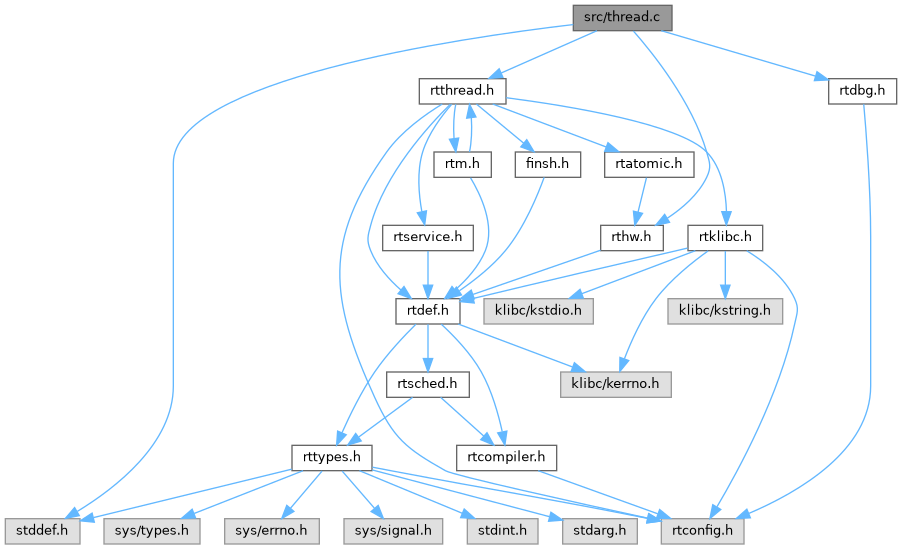 src/thread.c
rtthread.h
rtdbg.h
rtm.h
finsh.h
rtatomic.h
rtservice.h
rthw.h
rtklibc.h
rtdef.h
klibc/kstdio.h
klibc/kstring.h
rtsched.h
klibc/kerrno.h
rttypes.h
rtcompiler.h
stddef.h
sys/types.h
sys/errno.h
sys/signal.h
stdint.h
stdarg.h
rtconfig.h